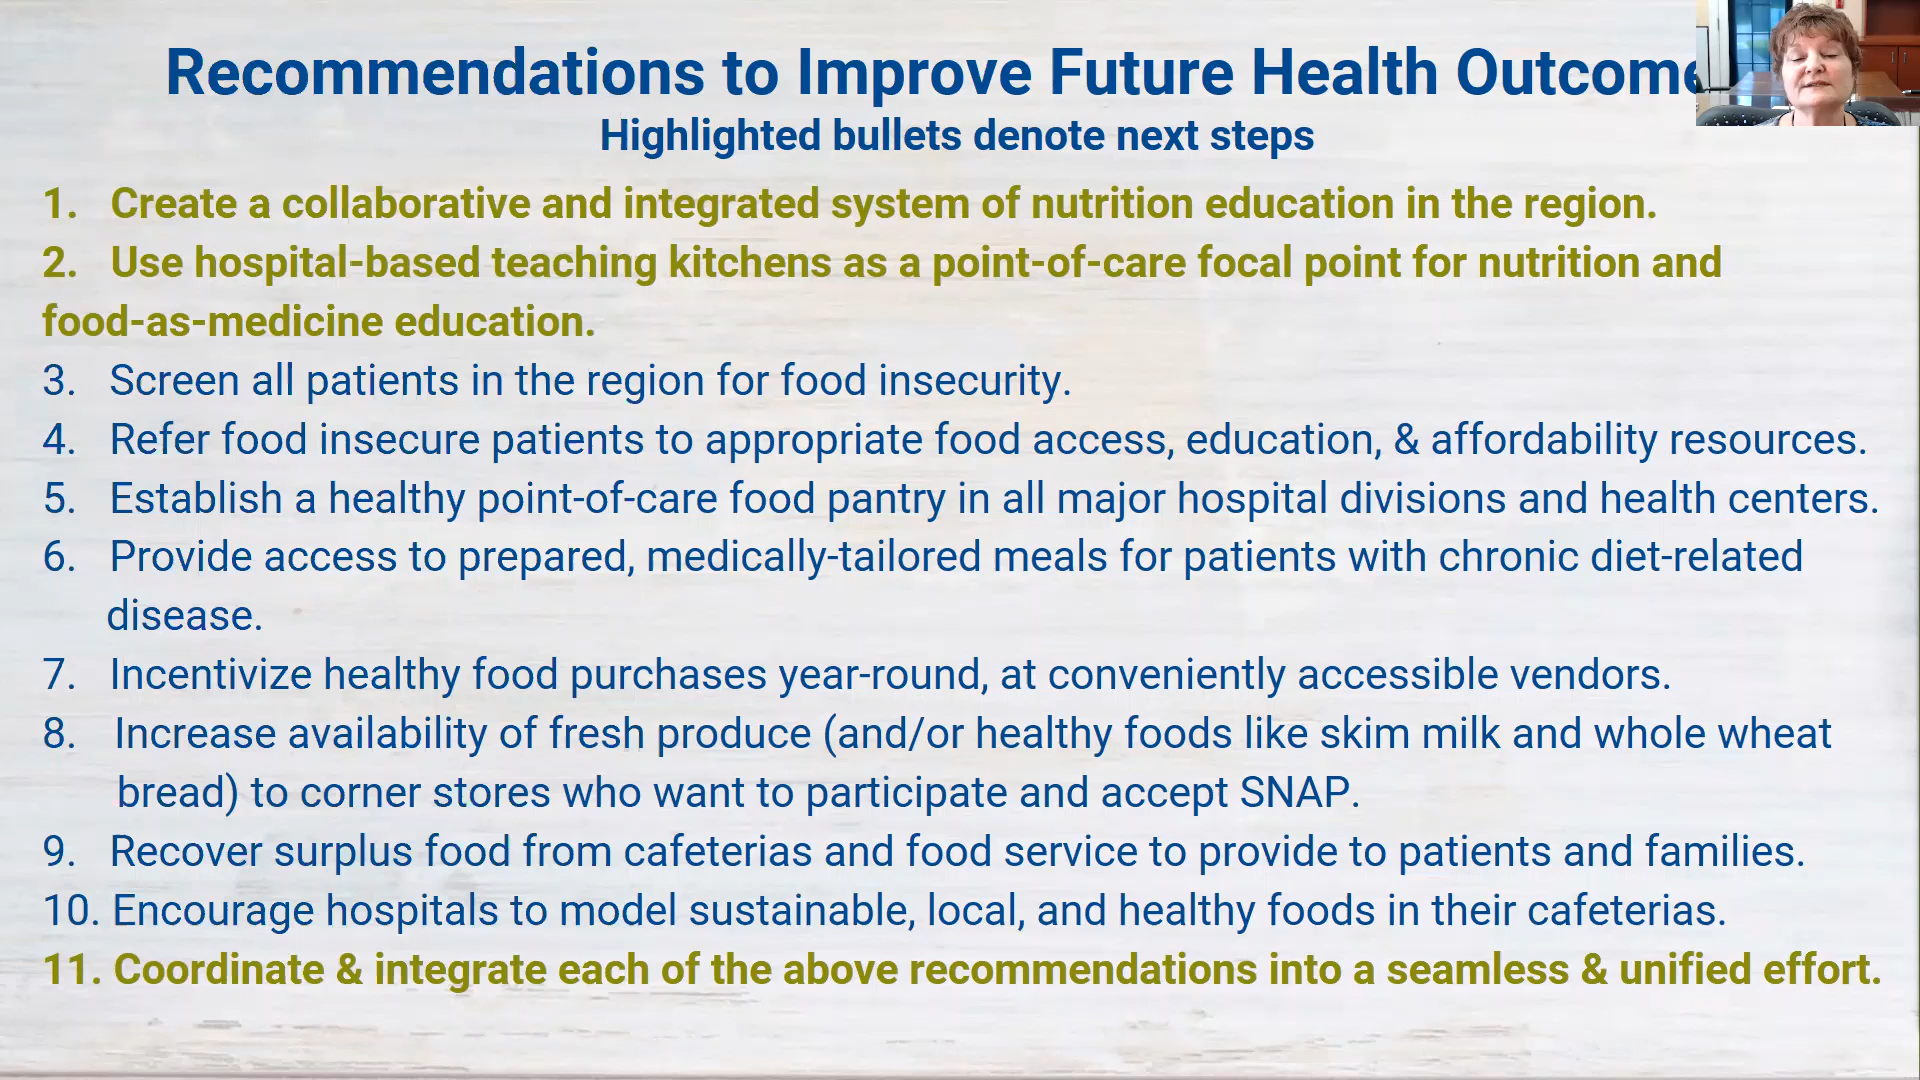 Recommendations to Improve Future Health Outcome
Highlighted bullets denote next steps
1. Create a collaborative and integrated system of nutrition education in the region.
2. Use hospital-based teaching kitchens as a point-of-care focal point for nutrition and
food-as-medicine education.
3. Screen all patients in the region for food insecurity.
4. Refer food insecure patients to appropriate food access, education, & affordability resources.
5. Establish a healthy point-of-care food pantry in all major hospital divisions and health centers.
6. Provide access to prepared, medically-tailored meals for patients with chronic diet-related
disease.
7. Incentivize healthy food purchases year-round, at conveniently accessible vendors.
8. Increase availability of fresh produce (and/or healthy foods like skim milk and whole wheat
bread) to corner stores who want to participate and accept SNAP.
9. Recover surplus food from cafeterias and food service to provide to patients and families.
10. Encourage hospitals to model sustainable, local, and healthy foods in their cafeterias.
11. Coordinate & integrate each of the above recommendations into a seamless & unified effort.